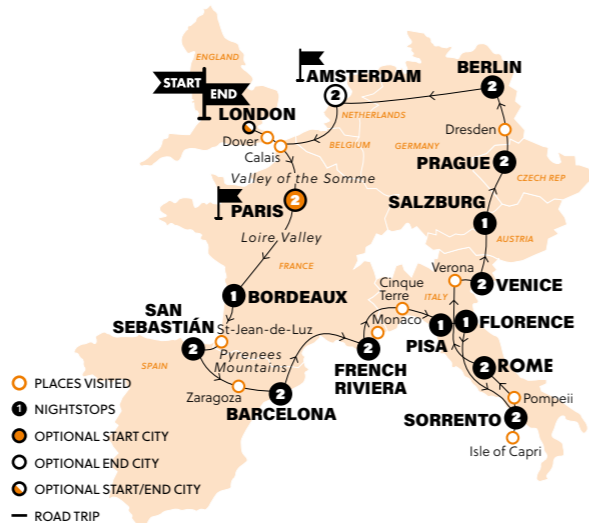 ENGLAND
START
END
LONDON
Dover
Calais
AMSTERDAM
2
NETHERLANDS
BERLIN
2
Dresden
BELGIUM
GERMANY
PRAGUE
2
CZECH REP
Valley of the Somme
PARIS
2
SALZBURG
1
AUSTRIA
Loire Valley
FRANCE
1
BORDEAUX
Verona
2
VENICE
Cinque
Terre
ITALY
Monaco
1
1
FLORENCE
PISA
SAN
SEBASTIÁN
2
St-Jean-de-Luz
Pyrenees
Mountains
SPAIN
Zaragoza
2
BARCELONA
2
FRENCH
RIVIERA
2
ROME
Pompeii
SORRENTO
2
Isle of Capri
PLACES VISITED
1 NIGHTSTOPS
OPTIONAL START CITY
OPTIONAL END CITY
OPTIONAL START/END CITY
ROAD TRIP